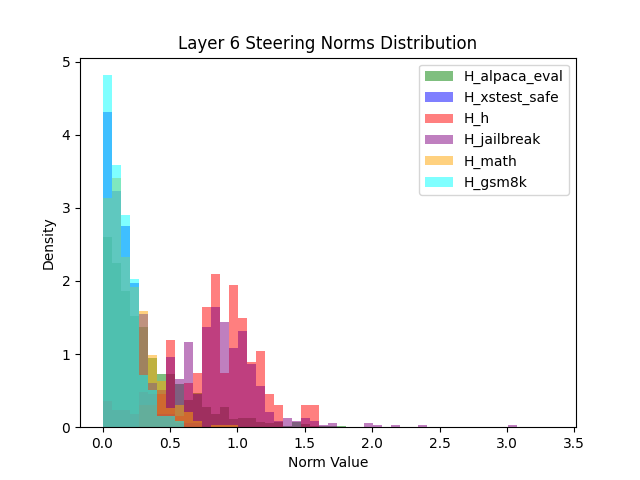 Layer 6 Steering Norms Distribution
H_alpaca_eval
H_xstest_safe
H_h
H_jailbreak
H_math
H_gsm8k
5
4
3
2
1
0
Density
0.0 0.5 1.0 1.5 2.0 2.5 3.0 3.5
Norm Value